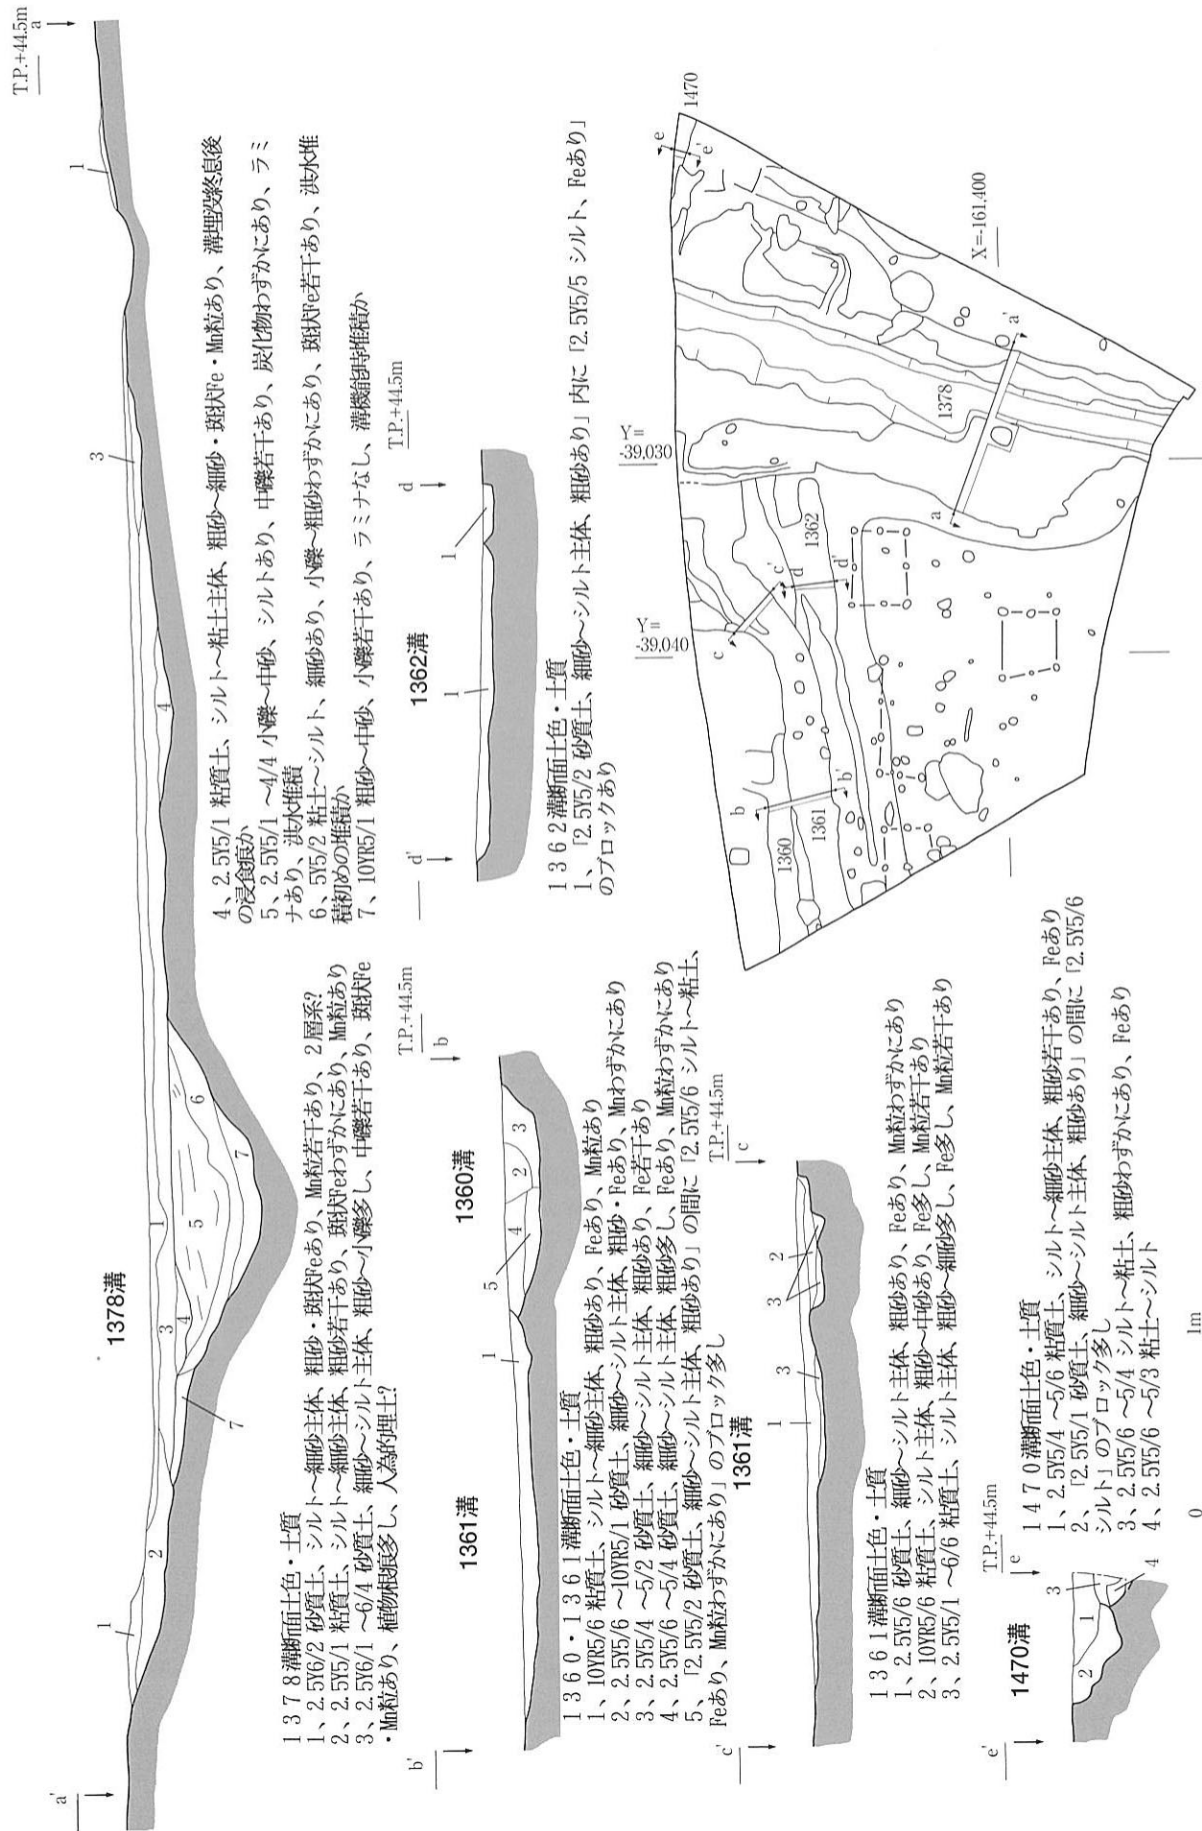 1378溝
T.P.+44.5m
a'
a
1
2
7
3
4
1
5
6
7
4
3
1
1378溝断面土色・土質
1、2.5Y6/2 砂質土、シルト～細砂主体、粗砂・斑状Feあり、Mn粒若干あり、2層系?
2、2.5Y5/1 粘質土、シルト～細砂主体、粗砂若干あり、斑状Feわずかにあり、Mn粒あり
3、2.5Y6/1 ～6/4 砂質土、細砂～シルト主体、粗砂～小礫多し、中礫若干あり、斑状Fe
・Mn粒あり、植物根痕多し、人為的埋土?
4、2.5Y5/1 粘質土、シルト～粘土主体、粗砂～細砂・斑状Fe・Mn粒あり、溝埋没終息後
の浸食痕か
5、2.5Y5/1 ～4/4 小礫～中砂、シルトあり、中礫若干あり、炭化物わずかにあり、ラミ
ナあり、洪水堆積
6、5Y5/2 粘土～シルト、細砂あり、小礫～粗砂わずかにあり、斑状Fe若干あり、洪水堆
積初めの堆積か
7、10YR5/1 粗砂～中砂、小礫若干あり、ラミナなし、溝機能時堆積か
1361溝
1360溝
T.P.+44.5m
b'
b
1
5
4
2
3
1360・1361溝断面土色・土質
1、10YR5/6 粘質土、シルト～細砂主体、粗砂あり、Feあり、Mn粒あり
2、2.5Y5/6 ～10YR5/1 砂質土、細砂～シルト主体、粗砂・Feあり、Mnわずかにあり
3、2.5Y5/4 ～5/2 砂質土、細砂～シルト主体、粗砂あり、Fe若干あり
4、2.5Y5/6 ～5/4 砂質土、細砂～シルト主体、粗砂多し、Feあり、Mn粒わずかにあり
5、「2.5Y5/2 砂質土、細砂～シルト主体、粗砂あり」の間に「2.5Y5/6 シルト～粘土、
Feあり、Mn粒わずかにあり」のブロック多し
1362溝
T.P.+44.5m
d'
d
1
1
1362溝断面土色・土質
1、「2.5Y5/2 砂質土、細砂～シルト主体、粗砂あり」内に「2.5Y5/5 シルト、Feあり」
のブロックあり
1361溝
T.P.+44.5m
c'
c
1
3
3
2
1361溝断面土色・土質
1、2.5Y5/6 砂質土、細砂～シルト主体、粗砂あり、Feあり、Mn粒わずかにあり
2、10YR5/6 粘質土、シルト主体、粗砂～中砂あり、Fe多し、Mn粒若干あり
3、2.5Y5/1 ～6/6 粘質土、シルト主体、粗砂～細砂多し、Fe多し、Mn粒若干あり
1470溝
T.P.+44.5m
e'
e
2
1
3
4
1470溝断面土色・土質
1、2.5Y5/4 ～5/6 粘質土、シルト～細砂主体、粗砂若干あり、Feあり
2、「2.5Y5/1 砂質土、細砂～シルト主体、粗砂あり」の間に「2.5Y5/6
シルト」のブロック多し
3、2.5Y5/6 ～5/4 シルト～粘土、粗砂わずかにあり、Feあり
4、2.5Y5/6 ～5/3 粘土～シルト
0
1m
Y=
-39,040
Y=
-39,030
X=-161,400
1470
1378
1362
1361
1360
a
a'
b
b'
c
c'
d
d'
e
e'